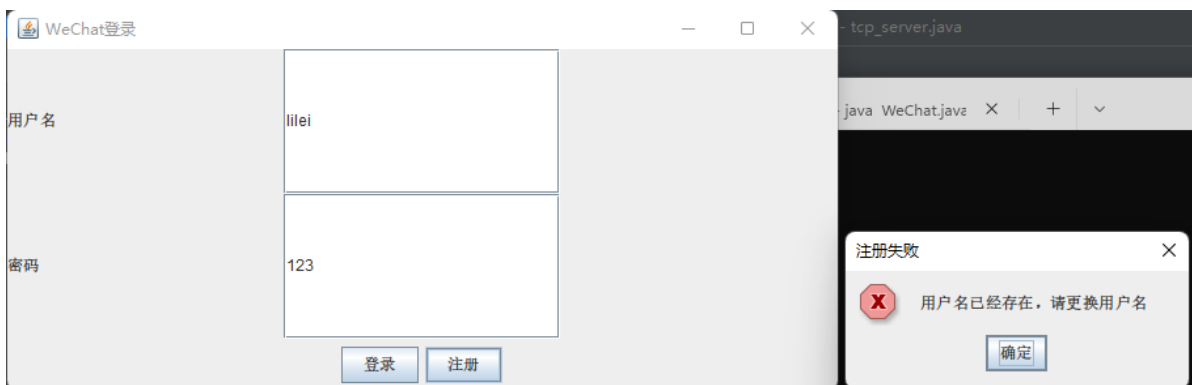 WeChat登录
- tcp_server.java
用户名
lilei
java WeChat.java
密码
123
登录
注册
注册失败
用户名已经存在，请更换用户名
确定